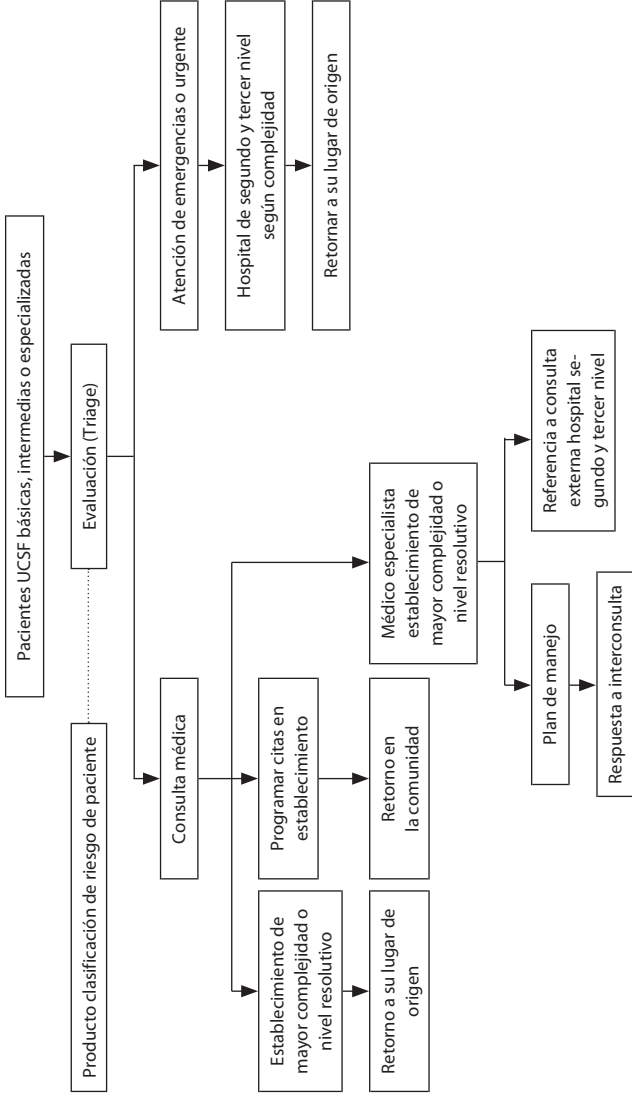 Pacientes UCSF básicas, intermedias o especializadas
Producto clasificación de riesgo de paciente
Evaluación (Triage)
Consulta médica
Atención de emergencias o urgente
Establecimiento de
mayor complejidad o
nivel resolutivo
Programar citas en
establecimiento
Hospital de segundo y tercer nivel
según complejidad
Retorno a su lugar de
origen
Retorno en
la comunidad
Médico especialista
establecimiento de
mayor complejidad o
nivel resolutivo
Retornar a su lugar de origen
Plan de manejo
Referencia a consulta
externa hospital se-
gundo y tercer nivel
Respuesta a interconsulta